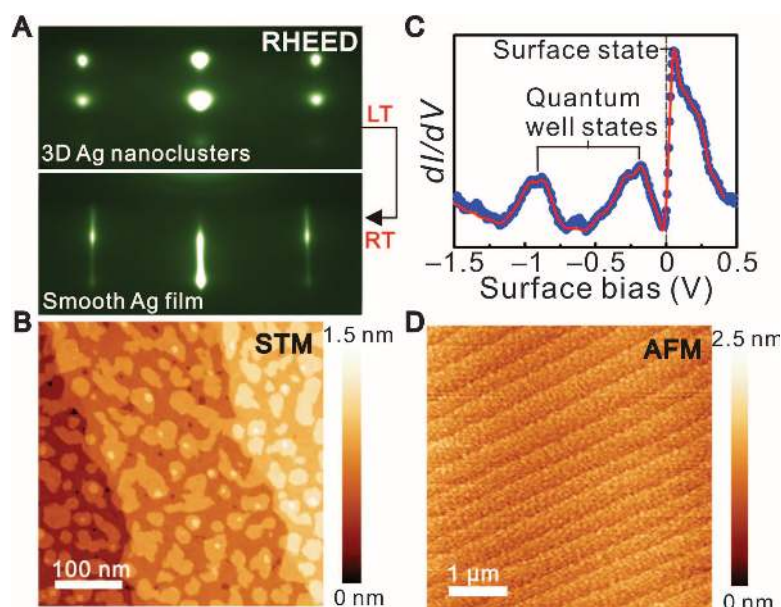 A
RHEED
LT
3D Ag nanoclusters
RT
Smooth Ag film
B
STM
1.5 nm
100 nm
0 nm
C
Surface state
Quantum
well states
dI/dV
−1.5 −1 −0.5 0 0.5
Surface bias (V)
D
AFM
2.5 nm
1 µm
0 nm